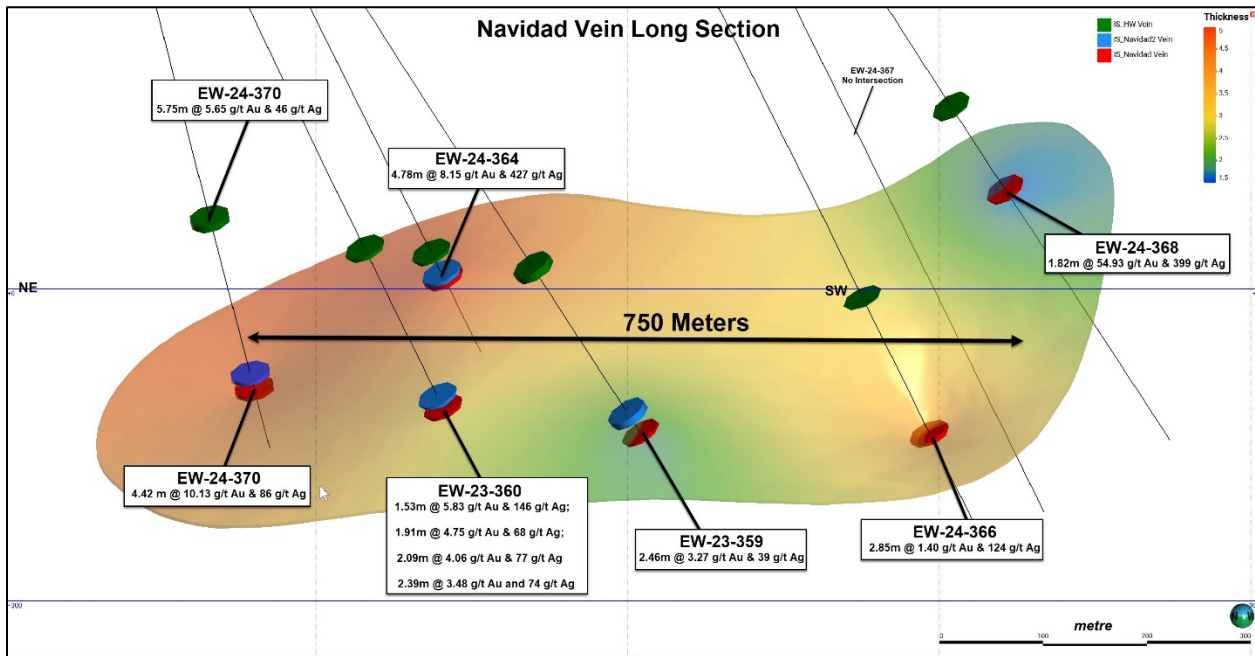 Navidad Vein Long Section
IS_HW Vein
IS_Navidad2 Vein
IS_Navidad Vein
Thickness
5
4.5
4
3.5
3
2.5
2
1.5
EW-24-367
No Intersection
EW-24-370
5.75m @ 5.65 g/t Au & 46 g/t Ag
EW-24-364
4.78m @ 8.15 g/t Au & 427 g/t Ag
EW-24-368
1.82m @ 54.93 g/t Au & 399 g/t Ag
NE
SW
750 Meters
EW-24-370
4.42 m @ 10.13 g/t Au & 86 g/t Ag
EW-23-360
1.53m @ 5.83 g/t Au & 146 g/t Ag;
1.91m @ 4.75 g/t Au & 68 g/t Ag;
2.09m @ 4.06 g/t Au & 77 g/t Ag
2.39m @ 3.48 g/t Au and 74 g/t Ag
EW-23-359
2.46m @ 3.27 g/t Au & 39 g/t Ag
EW-24-366
2.85m @ 1.40 g/t Au & 124 g/t Ag
metre
0
100
200
300